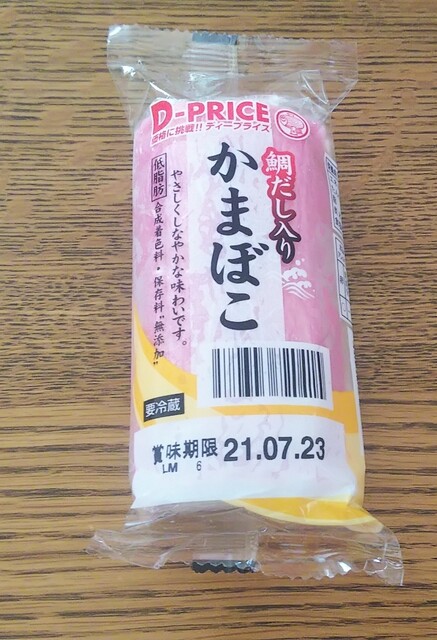 D-PRICE
価格に挑戦!! ディープライス
鯛だし入り
かまぼこ
やさしくしなやかな味わいです。
低脂肪 合成着色料・保存料"無添加"
要冷蔵
賞味期限 21.07.23
LM 6